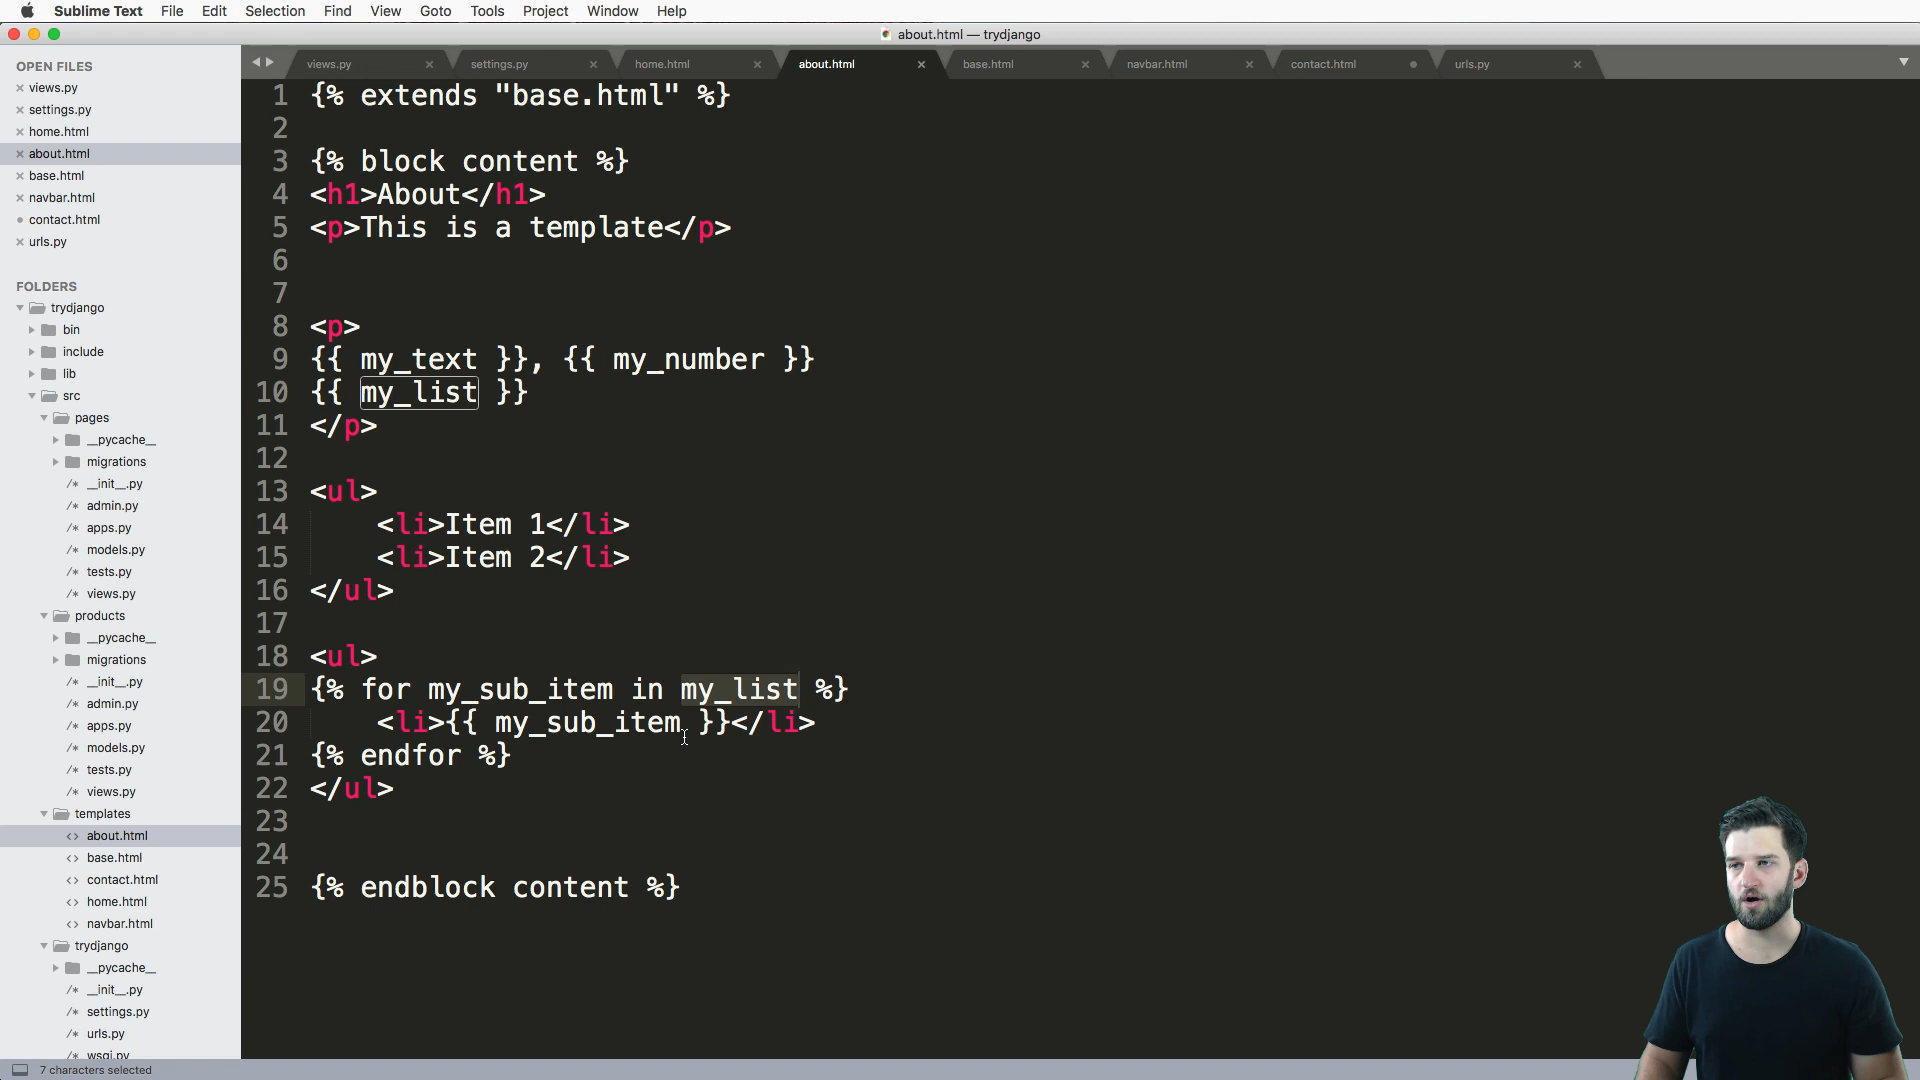 Sublime Text File Edit Selection Find View Goto Tools Project Window Help
about.html — trydjango
OPEN FILES
views.py
settings.py
home.html
about.html
base.html
navbar.html
contact.html
urls.py
FOLDERS
trydjango
bin
include
lib
src
pages
__pycache__
migrations
__init__.py
admin.py
apps.py
models.py
tests.py
views.py
products
__pycache__
migrations
__init__.py
admin.py
apps.py
models.py
tests.py
views.py
templates
about.html
base.html
contact.html
home.html
navbar.html
trydjango
__pycache__
__init__.py
settings.py
urls.py
wsgi.py
views.py settings.py home.html about.html base.html navbar.html contact.html urls.py
1 {% extends "base.html" %}
2
3 {% block content %}
4 <h1>About</h1>
5 <p>This is a template</p>
6
7
8 <p>
9 {{ my_text }}, {{ my_number }}
10 {{ my_list }}
11 </p>
12
13 <ul>
14 <li>Item 1</li>
15 <li>Item 2</li>
16 </ul>
17
18 <ul>
19 {% for my_sub_item in my_list %}
20 <li>{{ my_sub_item }}</li>
21 {% endfor %}
22 </ul>
23
24
25 {% endblock content %}
7 characters selected